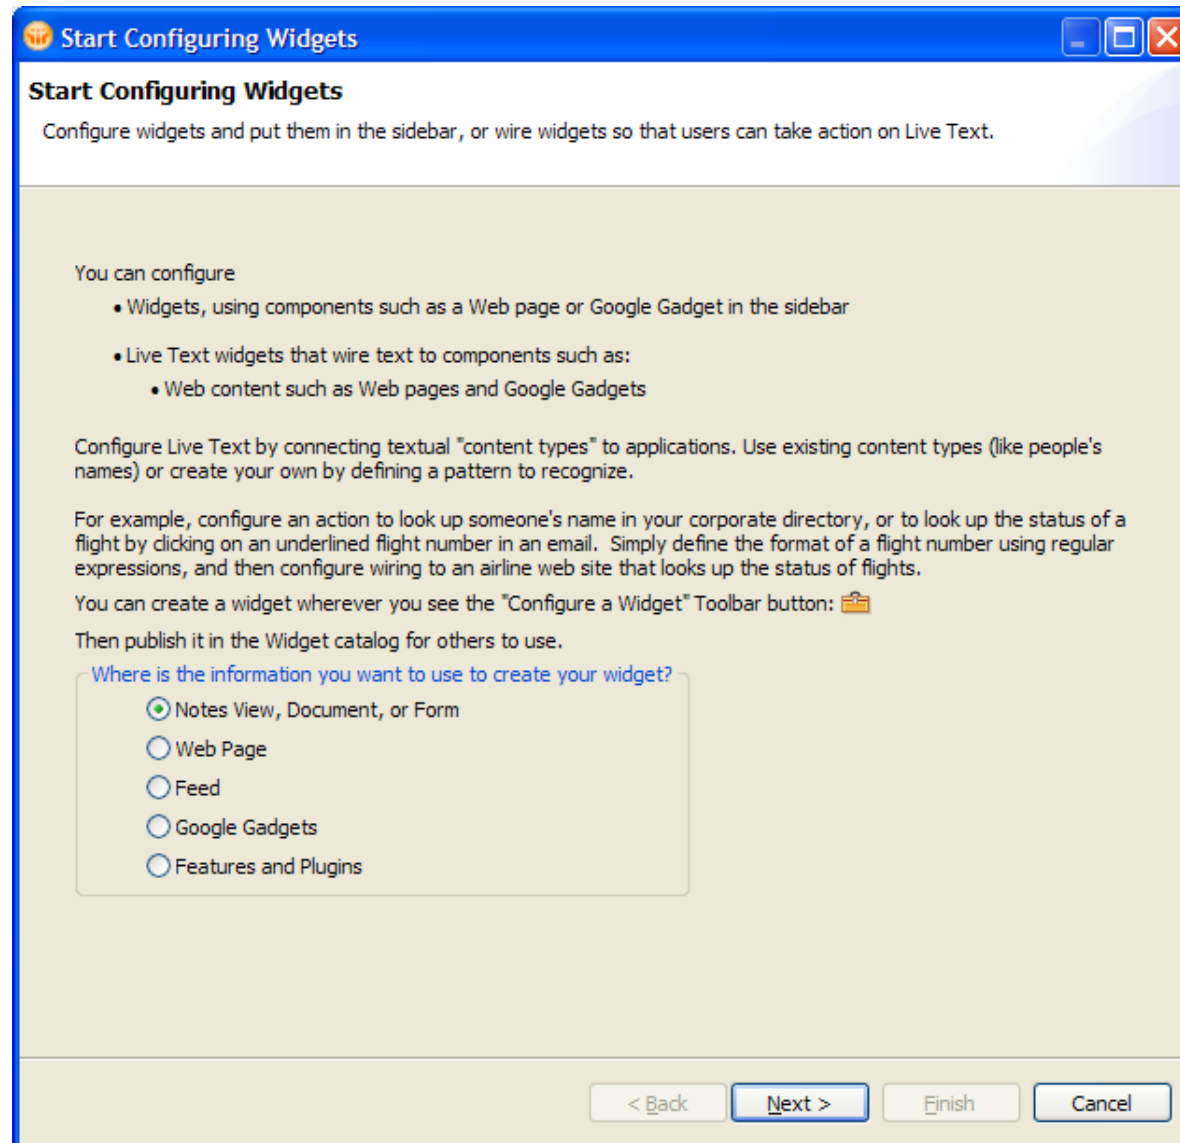 Start Configuring Widgets
Start Configuring Widgets
Configure widgets and put them in the sidebar, or wire widgets so that users can take action on Live Text.
You can configure
• Widgets, using components such as a Web page or Google Gadget in the sidebar
• Live Text widgets that wire text to components such as:
• Web content such as Web pages and Google Gadgets
Configure Live Text by connecting textual "content types" to applications. Use existing content types (like people's
names) or create your own by defining a pattern to recognize.
For example, configure an action to look up someone's name in your corporate directory, or to look up the status of a
flight by clicking on an underlined flight number in an email.  Simply define the format of a flight number using regular
expressions, and then configure wiring to an airline web site that looks up the status of flights.
You can create a widget wherever you see the "Configure a Widget" Toolbar button:
Then publish it in the Widget catalog for others to use.
Where is the information you want to use to create your widget?
Notes View, Document, or Form
Web Page
Feed
Google Gadgets
Features and Plugins
< Back Next > Finish Cancel